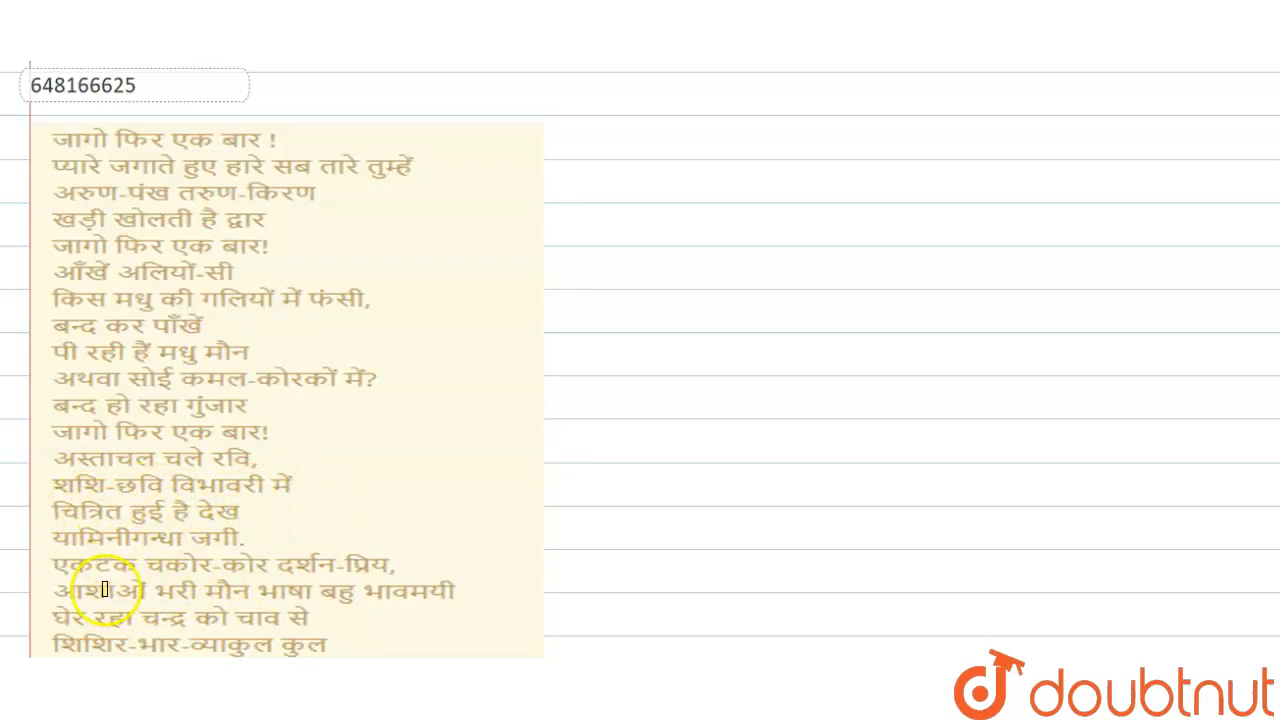 648166625
जागो फिर एक बार !
प्यारे जगाते हुए हारे सब तारे तुम्हें
अरुण-पंख तरुण-किरण
खड़ी खोलती है द्वार
जागो फिर एक बार!
आँखें अलियों-सी
किस मधु की गलियों में फंसी,
बन्द कर पाँखें
पी रही हैं मधु मौन
अथवा सोई कमल-कोरकों में?
बन्द हो रहा गुंजार
जागो फिर एक बार!
अस्ताचल चले रवि,
शशि-छवि विभावरी में
चित्रित हुई है देख
यामिनीगन्धा जगी.
एकटक चकोर-कोर दर्शन-प्रिय,
आशाओं भरी मौन भाषा बहु भावमयी
घेर रहा चन्द्र को चाव से
शिशिर-भार-व्याकुल कुल
doubtnut